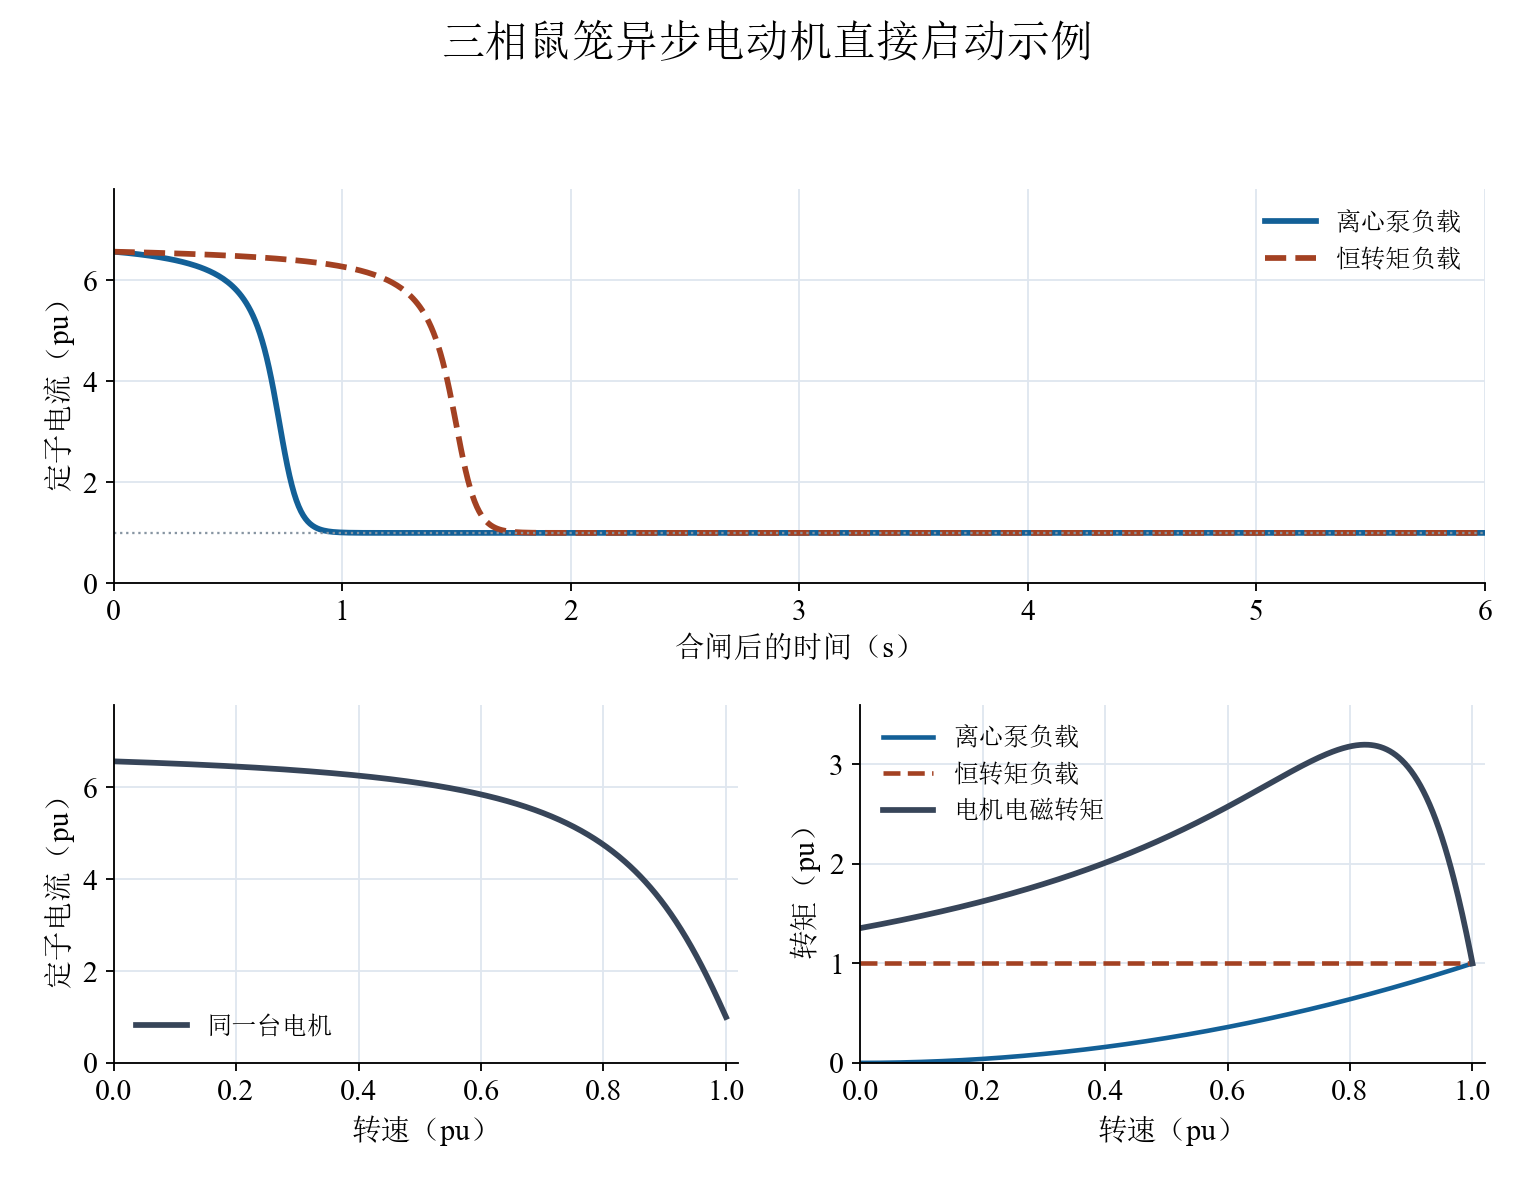 三相鼠笼异步电动机直接启动示例
离心泵负载
恒转矩负载
定子电流（pu）
6
4
2
0
0 1 2 3 4 5 6
合闸后的时间（s）
定子电流（pu）
6
4
2
0
同一台电机
0.0 0.2 0.4 0.6 0.8 1.0
转速（pu）
离心泵负载
恒转矩负载
电机电磁转矩
转矩（pu）
3
2
1
0
0.0 0.2 0.4 0.6 0.8 1.0
转速（pu）